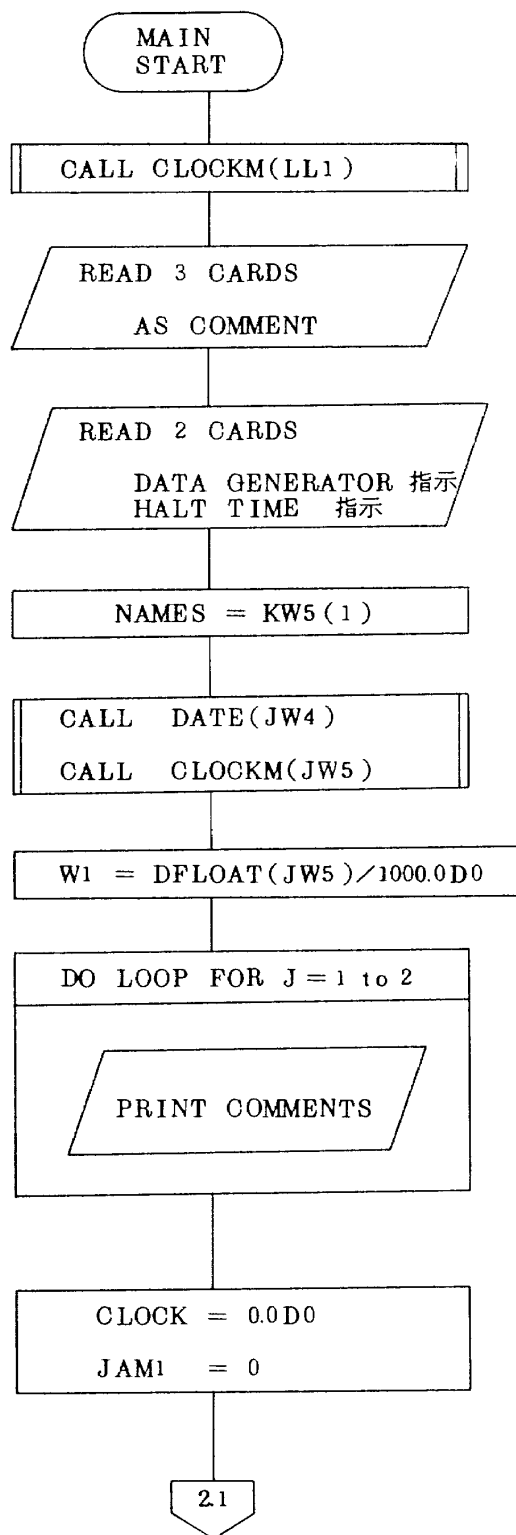 MAIN
START
CALL CLOCKM(LL1)
READ 3 CARDS
AS COMMENT
READ 2 CARDS
DATA GENERATOR 指示
HALT TIME 指示
NAMES = KW5(1)
CALL DATE(JW4)
CALL CLOCKM(JW5)
W1 = DFLOAT(JW5)/1000.0D0
DO LOOP FOR J=1 to 2
PRINT COMMENTS
CLOCK = 0.0D0
JAM1 = 0
2.1